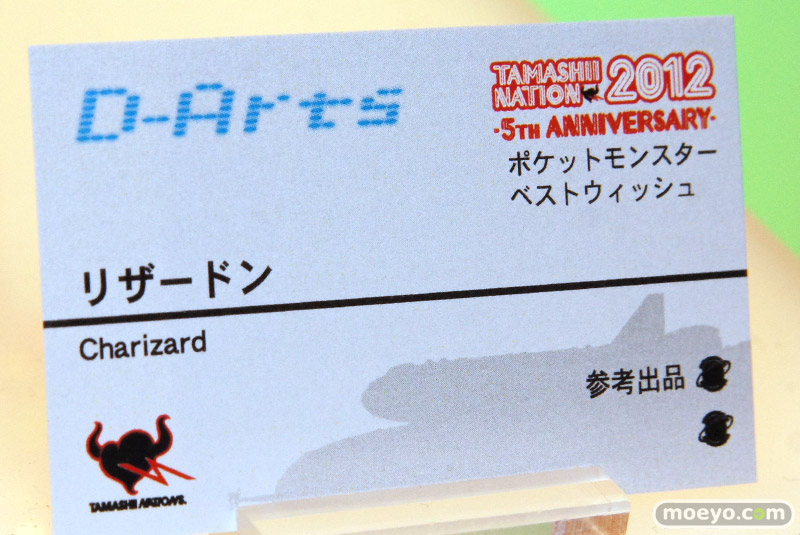 D-Arts
TAMASHII
NATION
2012
・5TH ANNIVERSARY・
ポケットモンスター
ベストウィッシュ
リザードン
Charizard
参考出品
TAMASHII NATIONS.
moeyo.com